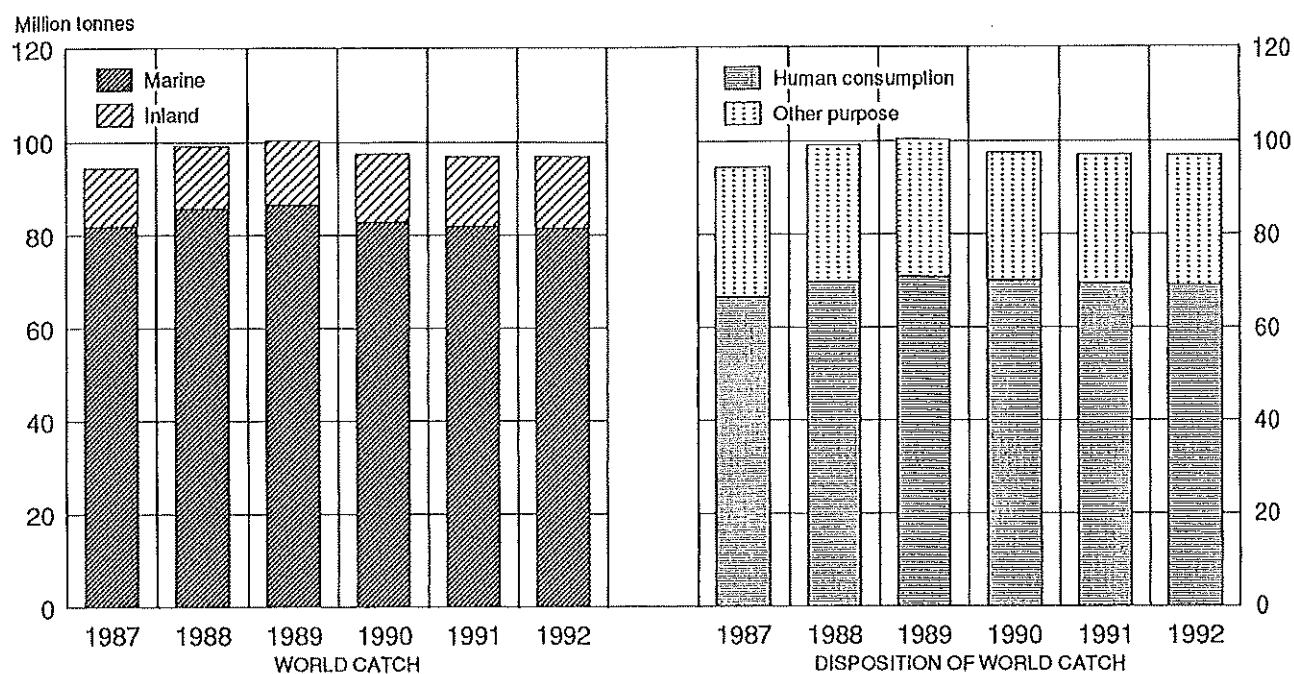 Million tonnes
120
100
80
60
40
20
0
Marine
Inland
1987 1988 1989 1990 1991 1992
WORLD CATCH
Human consumption
Other purpose
120
100
80
60
40
20
0
1987 1988 1989 1990 1991 1992
DISPOSITION OF WORLD CATCH